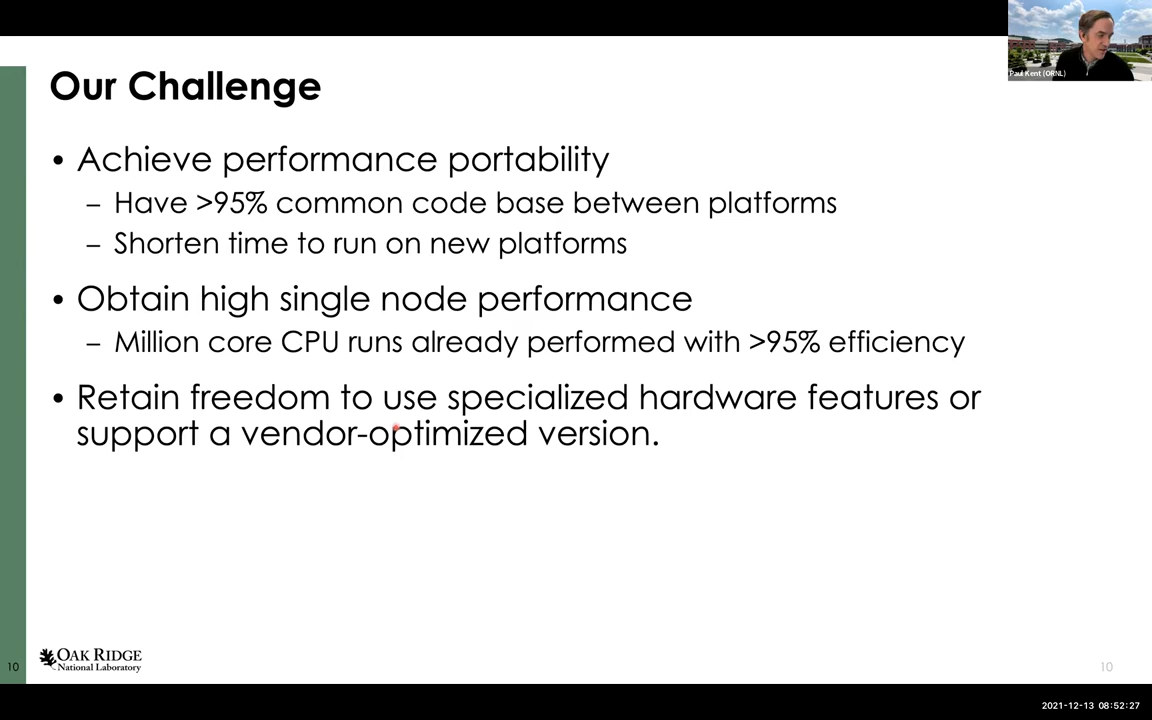 Paul Kent (ORNL)
Our Challenge
• Achieve performance portability
– Have >95% common code base between platforms
– Shorten time to run on new platforms
• Obtain high single node performance
– Million core CPU runs already performed with >95% efficiency
• Retain freedom to use specialized hardware features or
support a vendor-optimized version.
10
OAK RIDGE
National Laboratory
10
2021-12-13 08:52:27